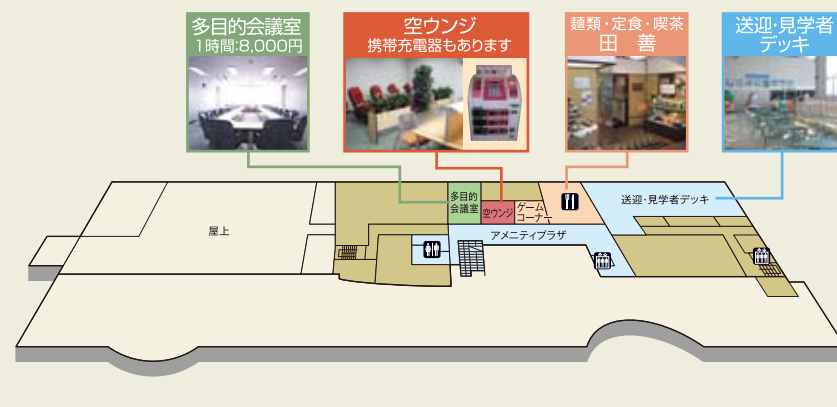 多目的会議室
1時間:8,000円
空ウンジ
携帯充電器もあります
麺類・定食・喫茶
田 善
送迎・見学者
デッキ
多目的
会議室
空ウンジ
ゲーム
コーナー
送迎・見学者デッキ
屋上
アメニティプラザ